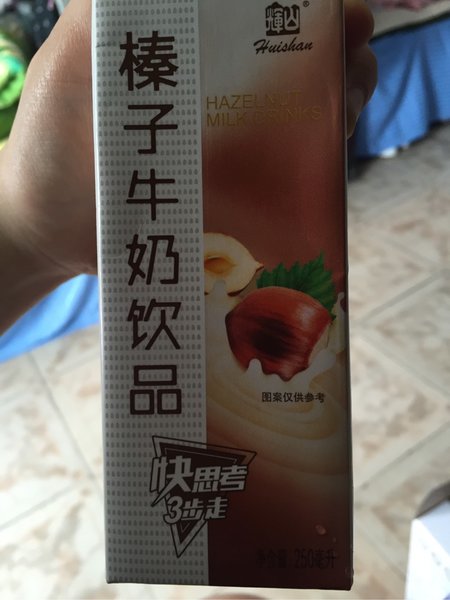 輝山®
Huishan
榛子牛奶饮品
HAZELNUT
MILK DRINKS
图案仅供参考
快思考
3步走
净含量:250毫升